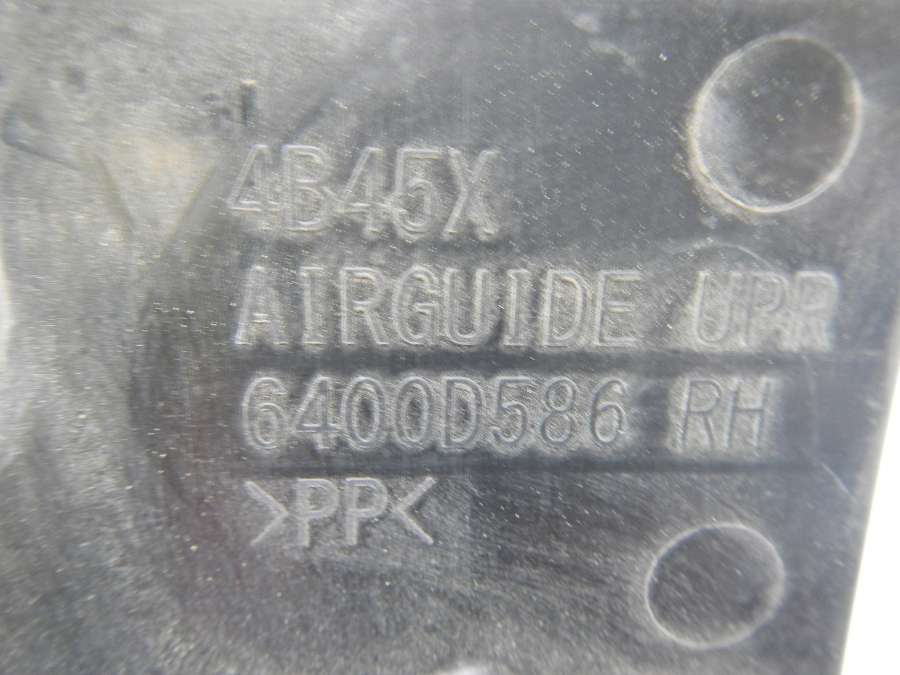 4B45X
AIRGUIDE UPR
6400D586 RH
>PP<